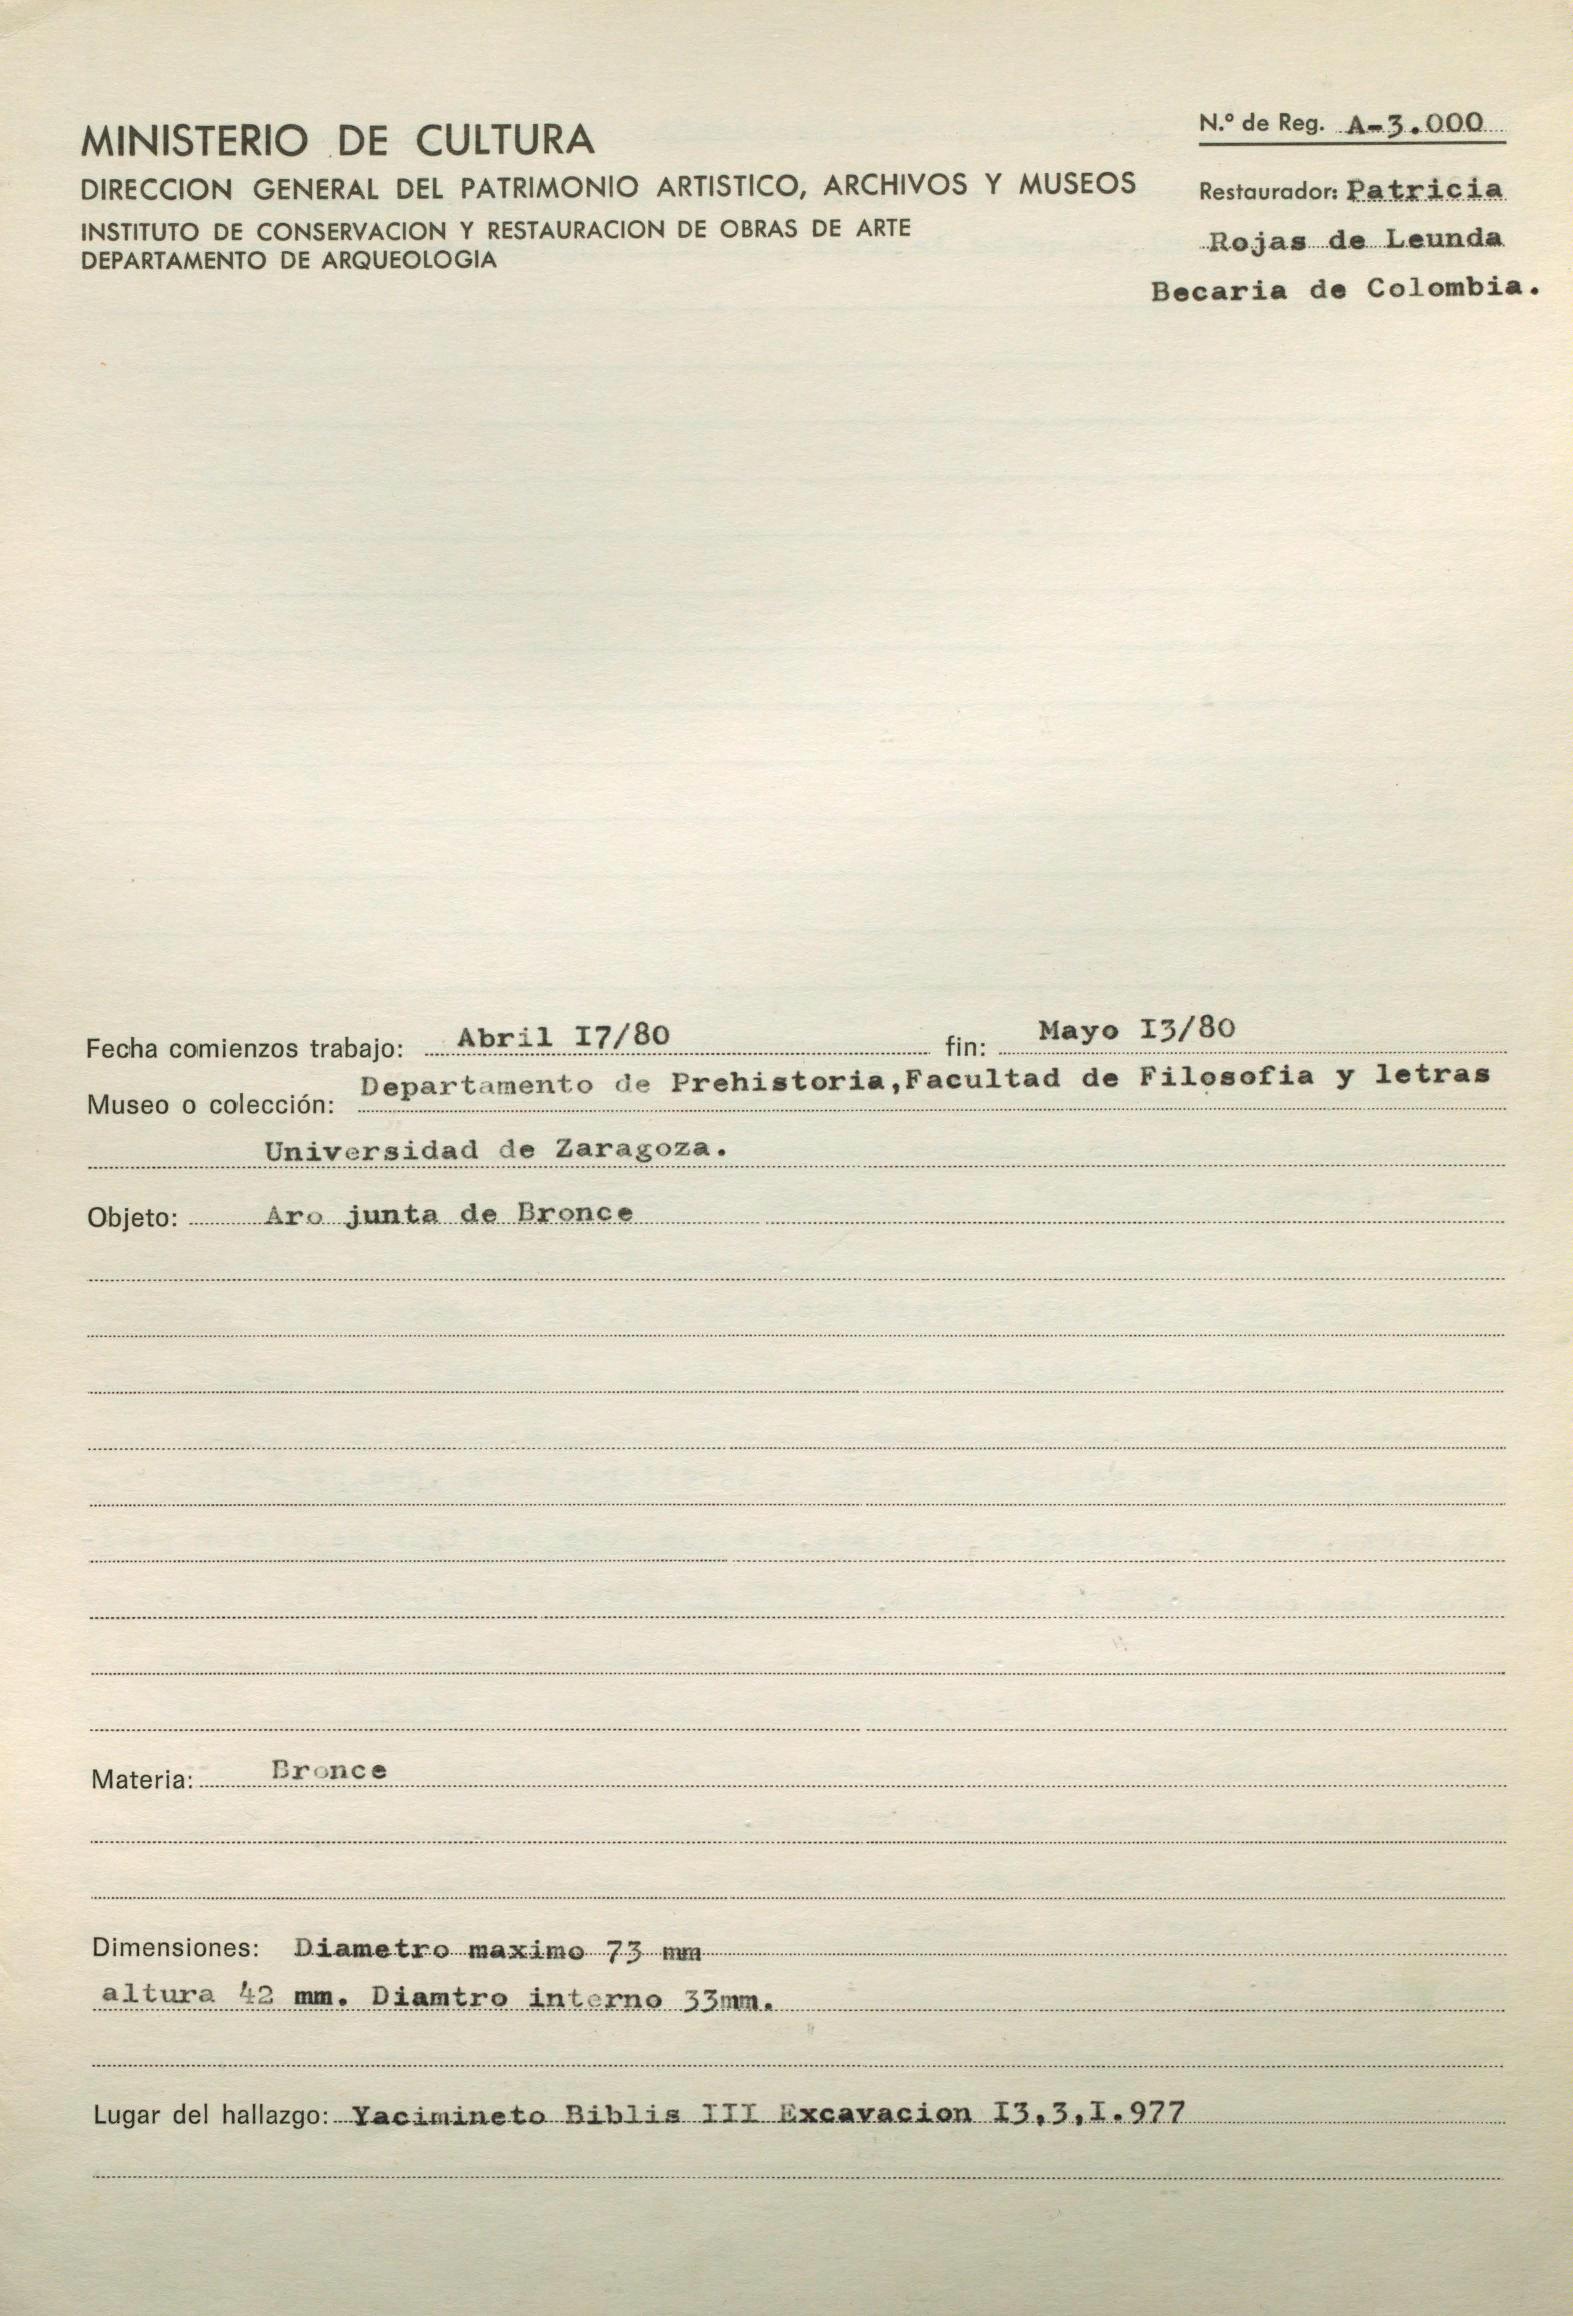 MINISTERIO DE CULTURA
DIRECCION GENERAL DEL PATRIMONIO ARTISTICO, ARCHIVOS Y MUSEOS
INSTITUTO DE CONSERVACION Y RESTAURACION DE OBRAS DE ARTE
DEPARTAMENTO DE ARQUEOLOGIA
N.º de Reg. A-3.000
Restaurador: Patricia
Rojas de Leunda
Becaria de Colombia.
Fecha comienzos trabajo: Abril I7/80 fin: Mayo I3/80
Museo o colección: Departamento de Prehistoria,Facultad de Filosofia y letras
Universidad de Zaragoza.
Objeto: Aro junta de Bronce
Materia: Bronce
Dimensiones: Diametro maximo 73 mm
altura 42 mm. Diamtro interno 33mm.
Lugar del hallazgo: Yacimineto Biblis III Excavacion I3,3,I.977